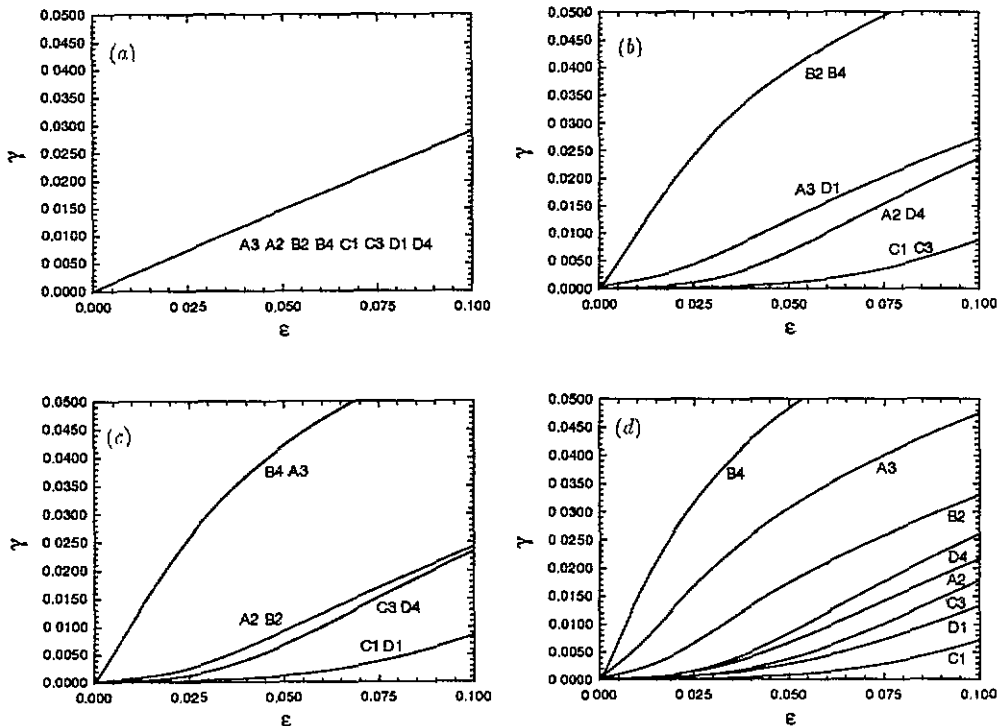 (a)
0.0500
0.0450
0.0400
0.0350
0.0300
0.0250
0.0200
0.0150
0.0100
0.0050
0.0000
γ
A3 A2 B2 B4 C1 C3 D1 D4
0.000 0.025 0.050 0.075 0.100
ε
(b)
0.0500
0.0450
0.0400
0.0350
0.0300
0.0250
0.0200
0.0150
0.0100
0.0050
0.0000
γ
B2 B4
A3 D1
A2 D4
C1 C3
0.000 0 025 0.050 0.075 0.100
ε
(c)
0.0500
0.0450
0.0400
0.0350
0.0300
0.0250
0.0200
0.0150
0.0100
0.0050
0.0000
γ
B4 A3
A2 B2
C3 D4
C1 D1
0.000 0.025 0.050 0.075 0.100
ε
(d)
0.0500
0.0450
0.0400
0.0350
0.0300
0.0250
0.0200
0.0150
0.0100
0.0050
0.0000
γ
B4
A3
B2
D4
A2
C3
D1
C1
0.000 0 025 0.050 0.075 0.100
ε